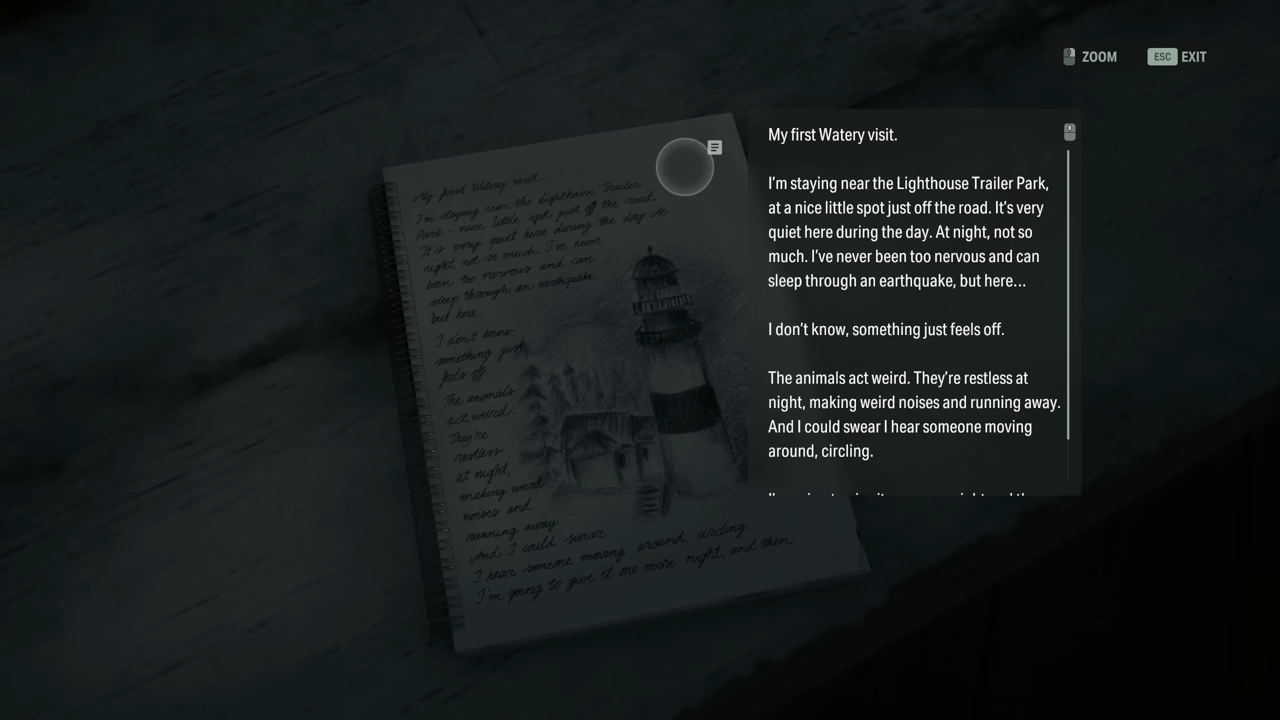 ZOOM
ESC EXIT
My first Watery visit.
I'm staying near the Lighthouse Trailer Park,
at a nice little spot just off the road. It's very
quiet here during the day. At night, not so
much. I've never been too nervous and can
sleep through an earthquake, but here...
I don't know, something just feels off.
The animals act weird. They're restless at
night, making weird noises and running away.
And I could swear I hear someone moving
around, circling.
My first Watery visit.
I'm staying near the Lighthouse Trailer
Park - nice little spot just off the road.
It's very quiet here during the day. At
night, not so much. I've never
been too nervous and can
sleep through an earthquake,
but here...
I don't know,
something just
feels off.
The animals
act weird.
They're
restless
at night,
making weird
noises and
running away.
And I could swear
I hear someone moving around, circling.
I'm going to give it one more night, and then